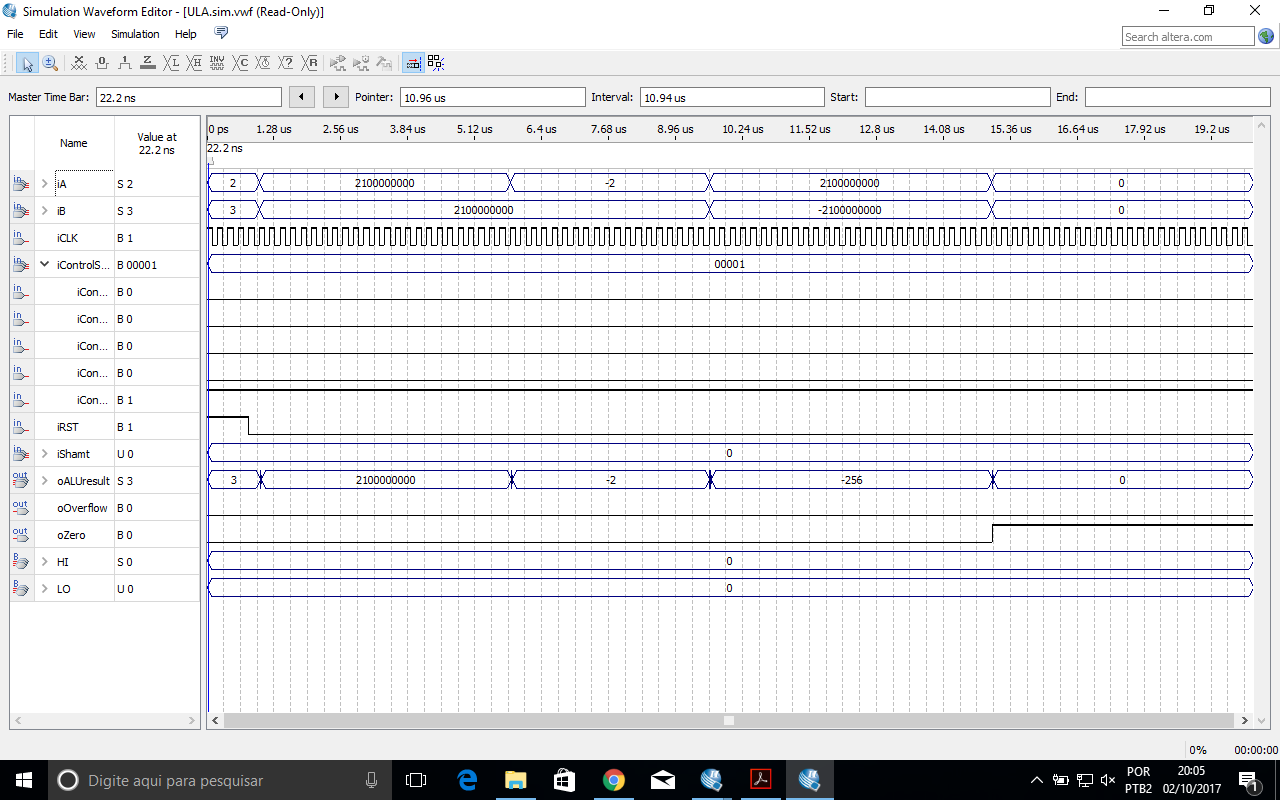 Simulation Waveform Editor - [ULA.sim.vwf (Read-Only)]
File Edit View Simulation Help
Search altera.com
Master Time Bar: 22.2 ns Pointer: 10.96 us Interval: 10.94 us Start: End:
Name Value at 22.2 ns
0 ps 1.28 us 2.56 us 3.84 us 5.12 us 6.4 us 7.68 us 8.96 us 10.24 us 11.52 us 12.8 us 14.08 us 15.36 us 16.64 us 17.92 us 19.2 us
22.2 ns
iA S 2 2 2100000000 -2 2100000000 0
iB S 3 3 2100000000 -2100000000 0
iCLK B 1
iControlS... B 00001 00001
iCon... B 0
iCon... B 0
iCon... B 0
iCon... B 0
iCon... B 1
iRST B 1
iShamt U 0 0
oALUresult S 3 3 2100000000 -2 -256 0
oOverflow B 0
oZero B 0
HI S 0 0
LO U 0 0
0% 00:00:00
Digite aqui para pesquisar
POR 20:05
PTB2 02/10/2017 1